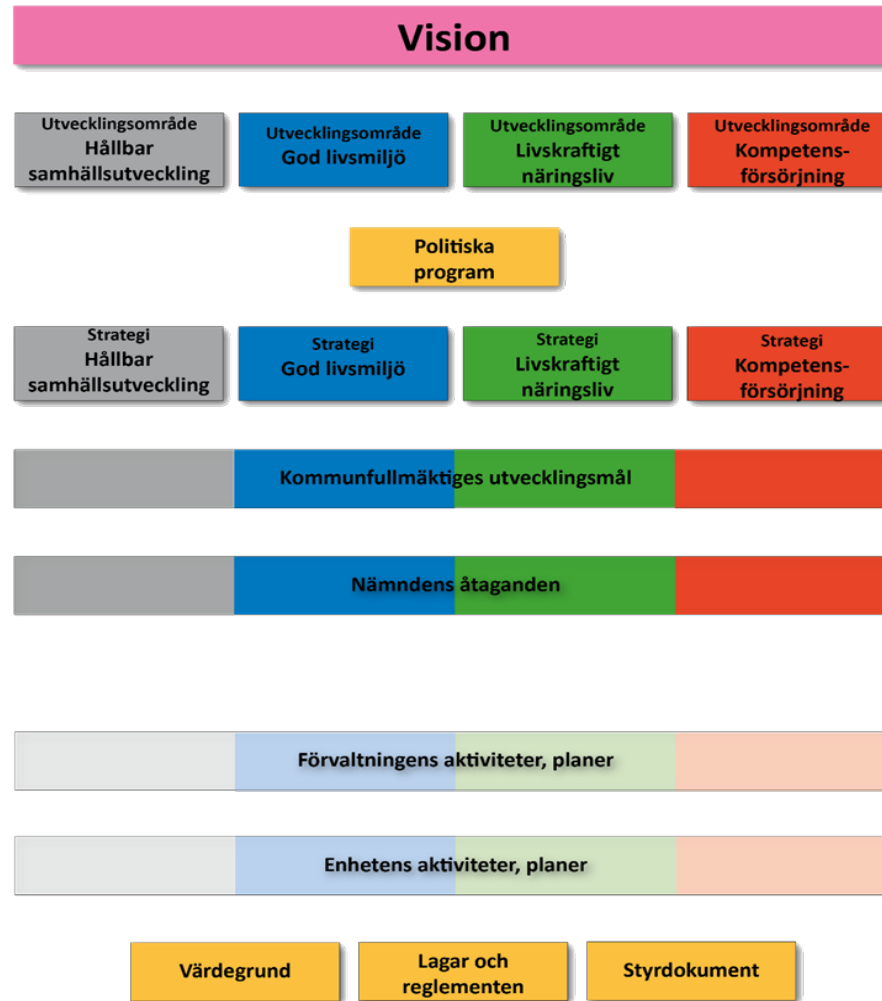 Vision
Utvecklingsområde
Hållbar
samhällsutveckling
Utvecklingsområde
God livsmiljö
Utvecklingsområde
Livskraftigt
näringsliv
Utvecklingsområde
Kompetens-
försörjning
Politiska
program
Strategi
Hållbar
samhällsutveckling
Strategi
God livsmiljö
Strategi
Livskraftigt
näringsliv
Strategi
Kompetens-
försörjning
Kommunfullmäktiges utvecklingsmål
Nämndens åtaganden
Förvaltningens aktiviteter, planer
Enhetens aktiviteter, planer
Värdegrund
Lagar och
reglementen
Styrdokument